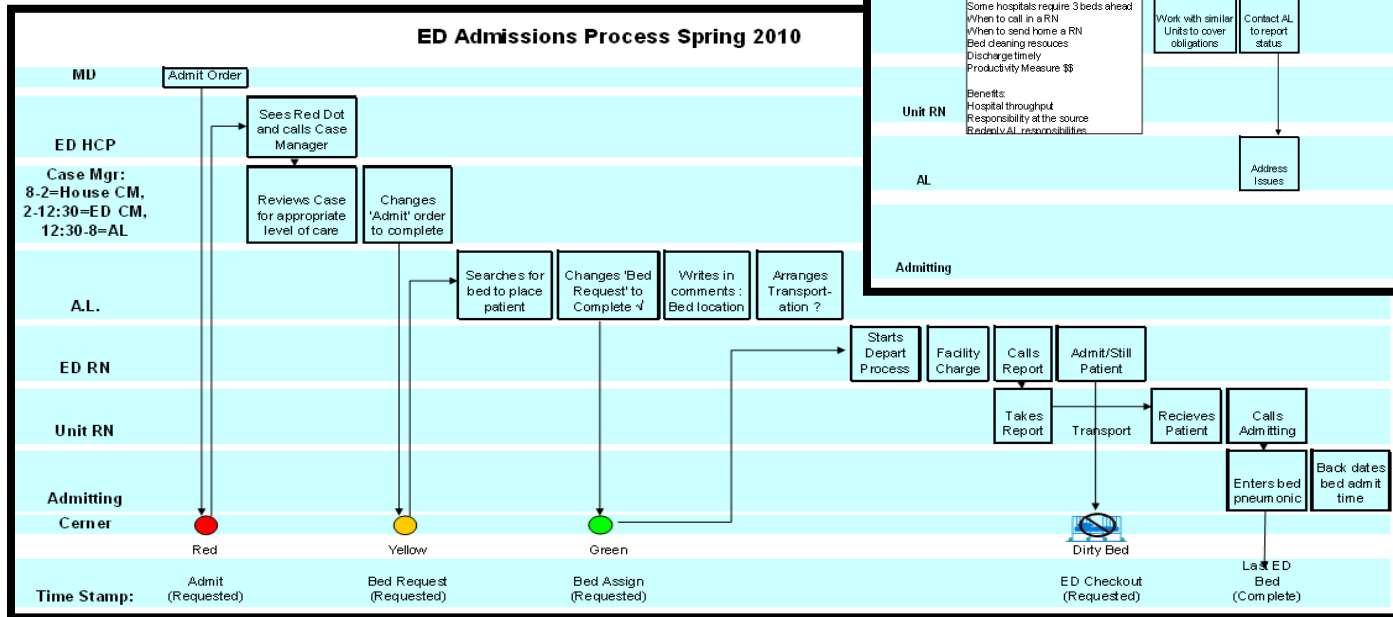 ED Admissions Process Spring 2010
MD
Admit Order
ED HCP
Sees Red Dot
and calls Case
Manager
Case Mgr:
8-2=House CM,
2-12:30=ED CM,
12:30-8=AL
Reviews Case
for appropriate
level of care
Changes
'Admit' order
to complete
A.L.
Searches for
bed to place
patient
Changes 'Bed
Request' to
Complete √
Writes in
comments :
Bed location
Arranges
Transport-
ation ?
ED RN
Starts
Depart
Process
Facility
Charge
Calls
Report
Admit/Still
Patient
Unit RN
Takes
Report
Transport
Recieves
Patient
Calls
Admitting
Admitting
Enters bed
pneumonic
Back dates
bed admit
time
Cerner
Red
Yellow
Green
Dirty Bed
Time Stamp:
Admit
(Requested)
Bed Request
(Requested)
Bed Assign
(Requested)
ED Checkout
(Requested)
Last ED
Bed
(Complete)
Some hospitals require 3 beds ahead
When to call in a RN
When to send home a RN
Bed cleaning resouces
Discharge timely
Productivity Measure $$
Benefits:
Hospital throughput
Responsibility at the source
Redeploy AL responsibilities
Work with similar
Units to cover
obligations
Contact AL
to report
status
Unit RN
AL
Address
Issues
Admitting